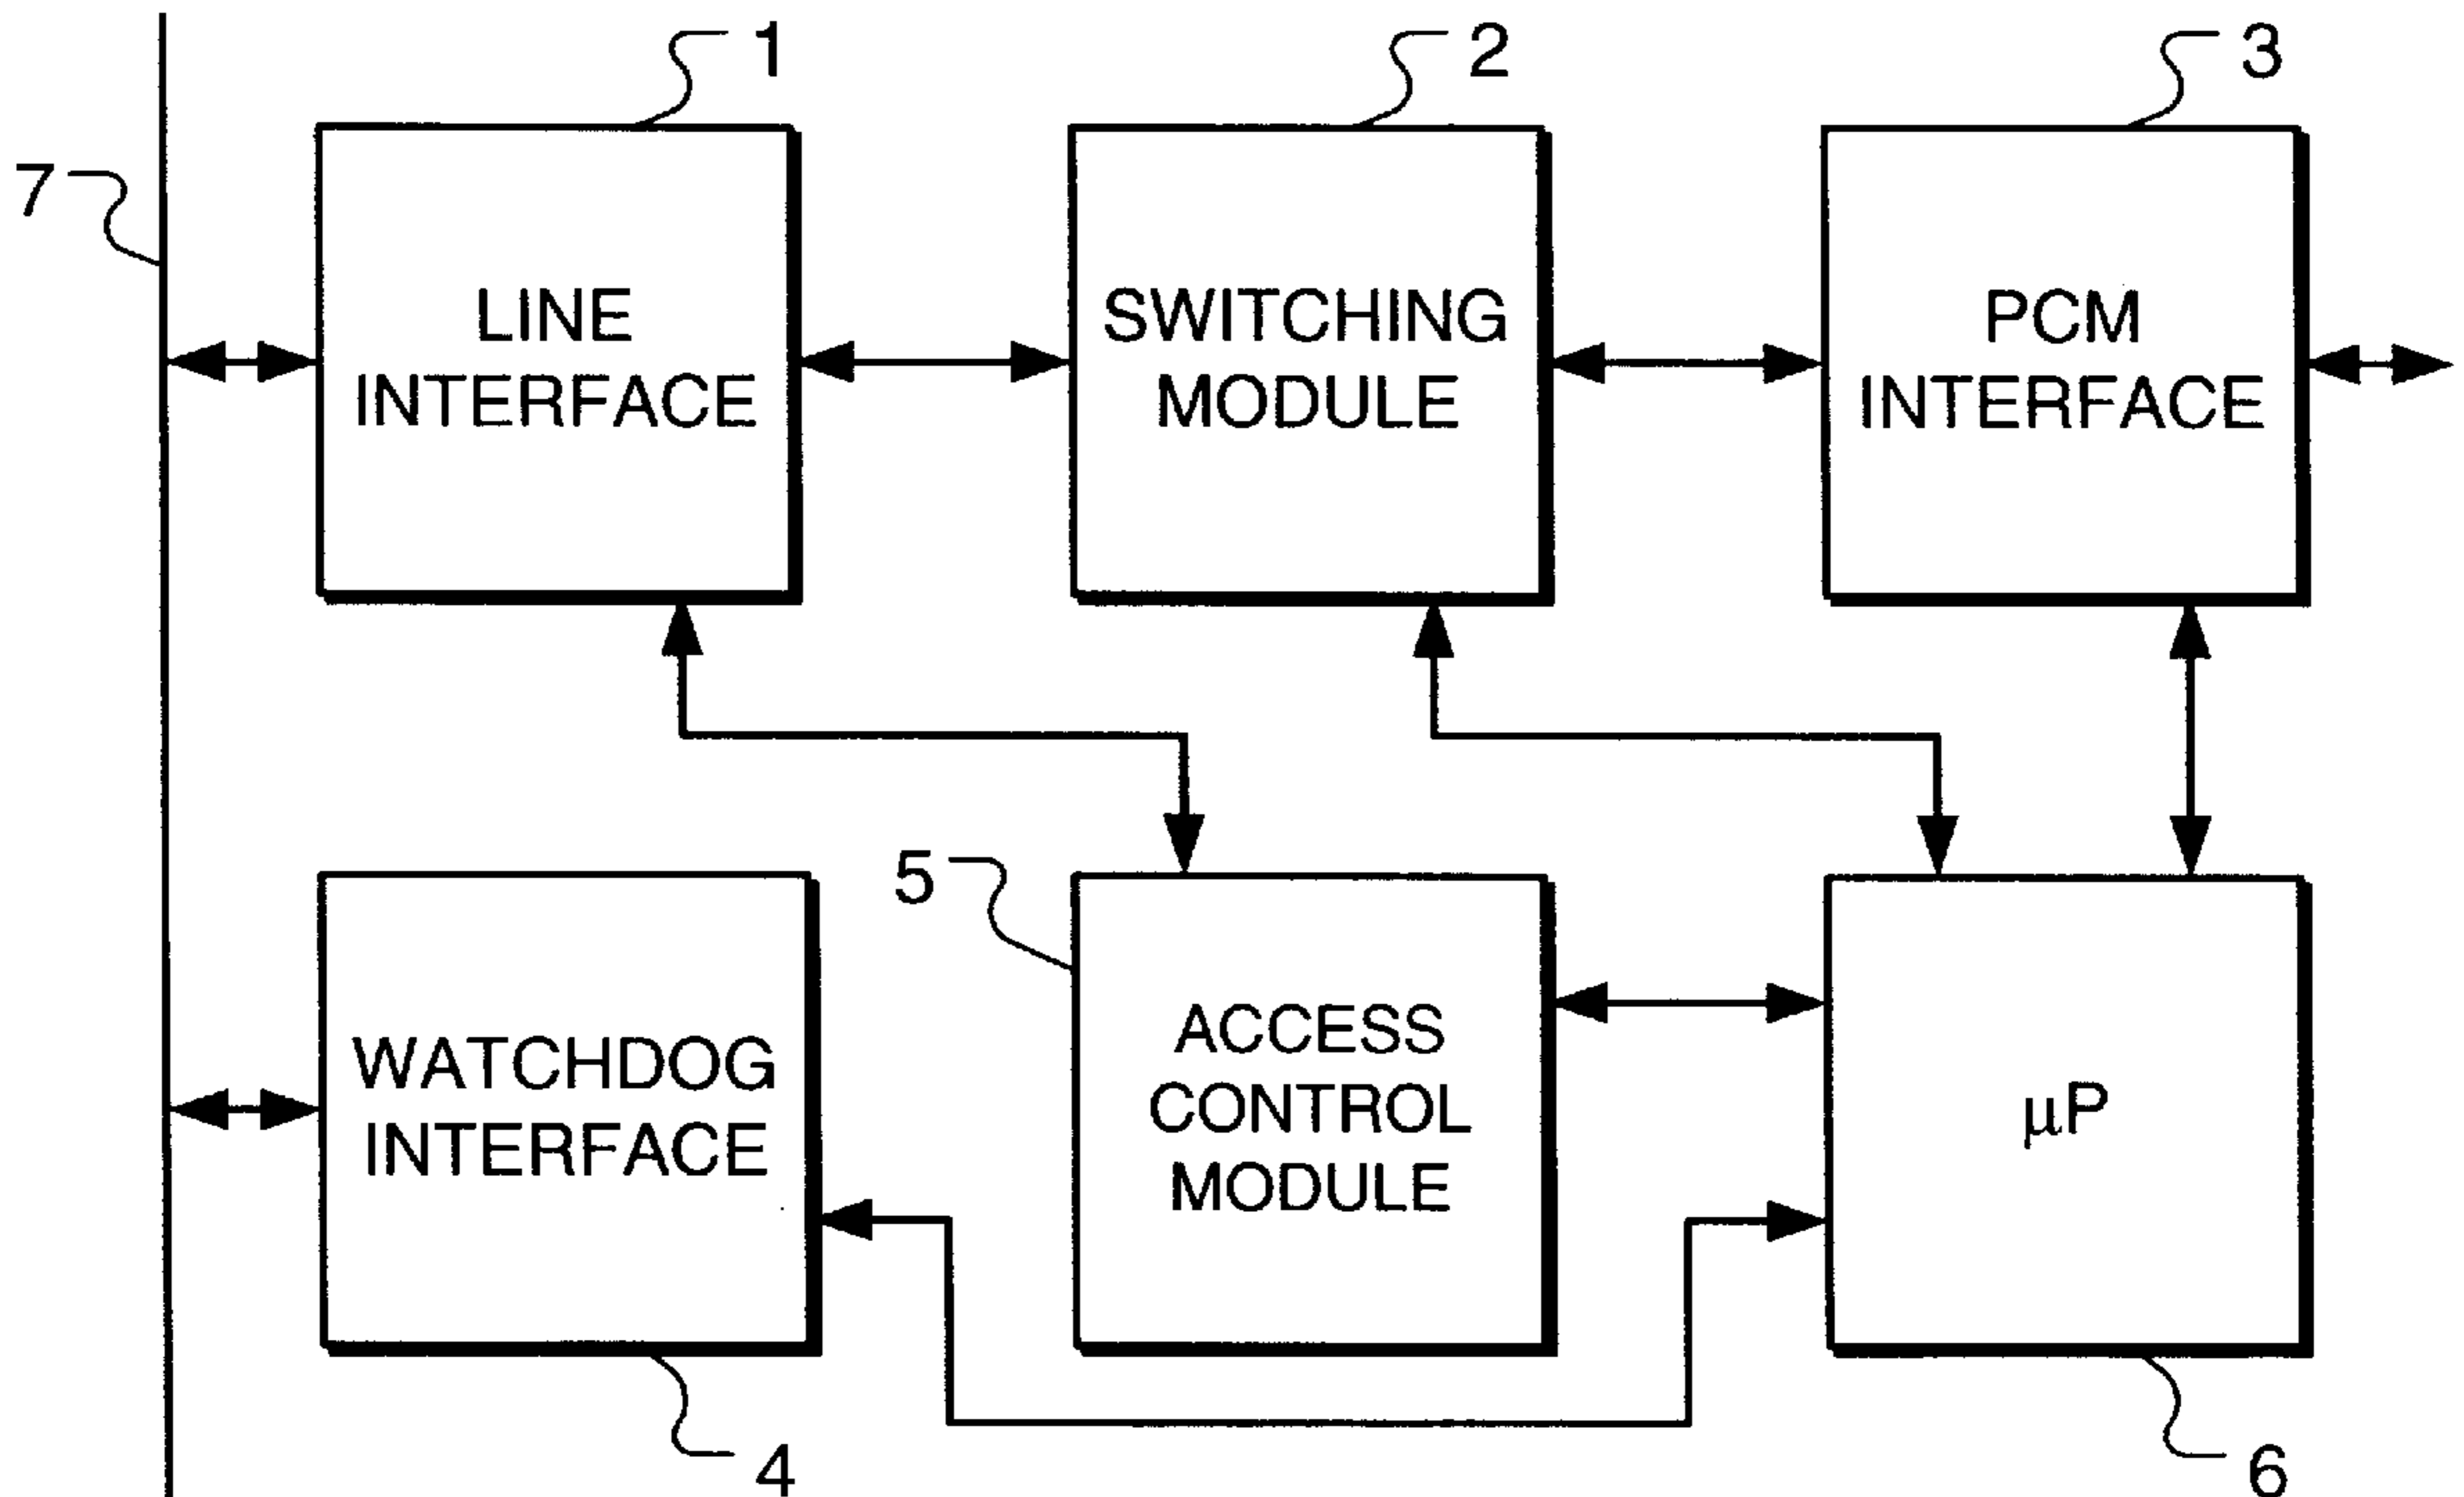 1
2
3
7
LINE
INTERFACE
SWITCHING
MODULE
PCM
INTERFACE
5
WATCHDOG
INTERFACE
ACCESS
CONTROL
MODULE
µP
4
6